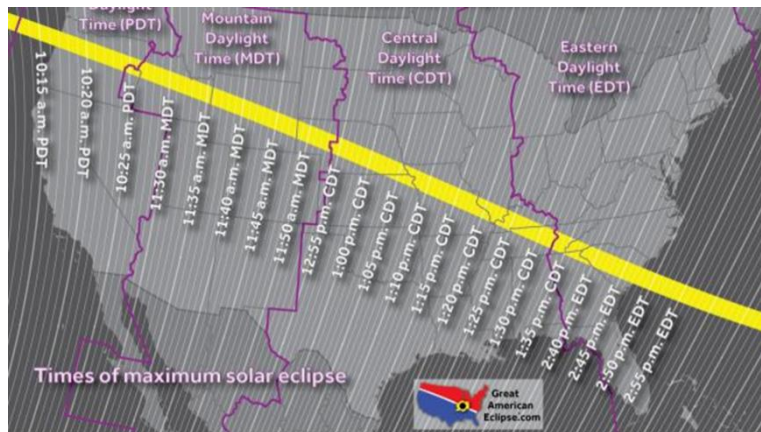 Daylight
Time (PDT)
Mountain
Daylight
Time (MDT)
Central
Daylight
Time (CDT)
Eastern
Daylight
Time (EDT)
10:15 a.m. PDT
10:20 a.m. PDT
10:25 a.m. PDT
11:30 a.m. MDT
11:35 a.m. MDT
11:40 a.m. MDT
11:45 a.m. MDT
11:50 a.m. MDT
12:55 p.m. CDT
1:00 p.m. CDT
1:05 p.m. CDT
1:10 p.m. CDT
1:15 p.m. CDT
1:20 p.m. CDT
1:25 p.m. CDT
1:30 p.m. CDT
1:35 p.m. CDT
2:40 p.m. EDT
2:45 p.m. EDT
2:50 p.m. EDT
2:55 p.m. EDT
Times of maximum solar eclipse
Great
American
Eclipse.com